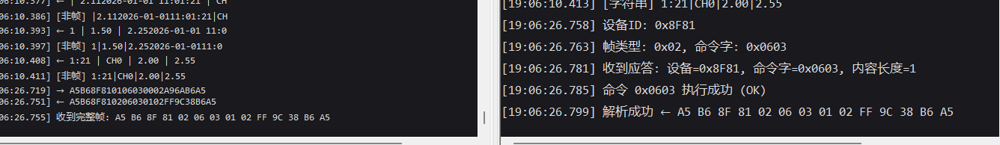 06:10.377] ← | 2.112026-01-01 11:01:21 | CH
06:10.386] [非帧] |2.112026-01-0111:01:21|CH
06:10.393] ← 1 | 1.50 | 2.252026-01-01 11:0
06:10.397] [非帧] 1|1.50|2.252026-01-0111:0
06:10.408] ← 1:21 | CH0 | 2.00 | 2.55
06:10.411] [非帧] 1:21|CH0|2.00|2.55
06:26.719] → A5B68F810106030002A96AB6A5
06:26.751] ← A5B68F810206030102FF9C38B6A5
06:26.755] 收到完整帧: A5 B6 8F 81 02 06 03 01 02 FF 9C 38 B6 A5
[19:06:10.413] [字符串] 1:21|CH0|2.00|2.55
[19:06:26.758] 设备ID: 0x8F81
[19:06:26.763] 帧类型: 0x02, 命令字: 0x0603
[19:06:26.781] 收到应答: 设备=0x8F81, 命令字=0x0603, 内容长度=1
[19:06:26.785] 命令 0x0603 执行成功 (OK)
[19:06:26.799] 解析成功 ← A5 B6 8F 81 02 06 03 01 02 FF 9C 38 B6 A5